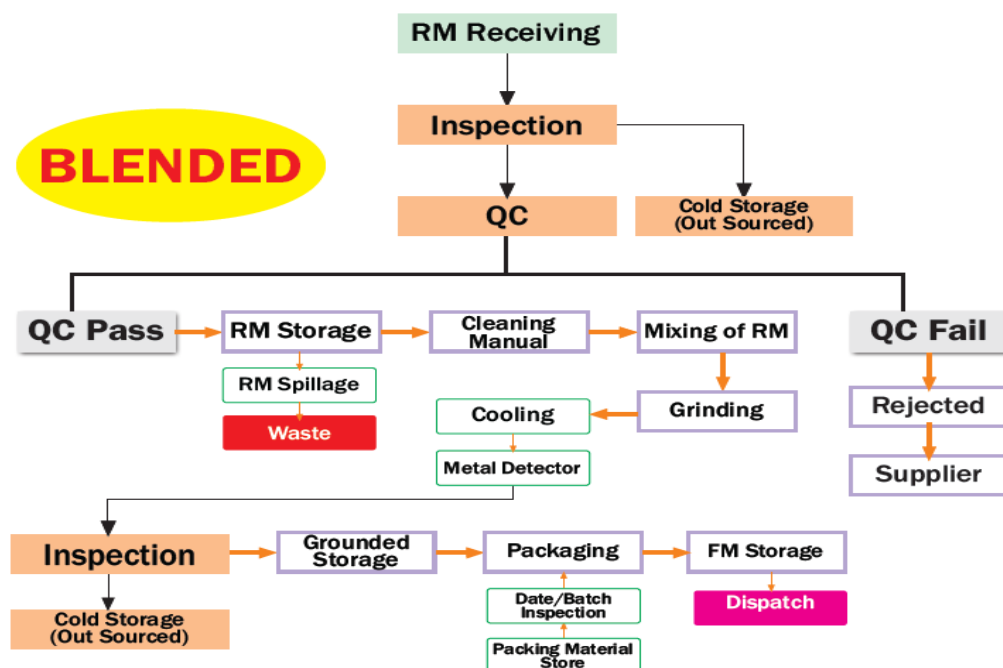 RM Receiving
Inspection
BLENDED
QC
Cold Storage
(Out Sourced)
QC Pass
RM Storage
Cleaning
Manual
Mixing of RM
QC Fail
RM Spillage
Waste
Cooling
Grinding
Rejected
Metal Detector
Supplier
Inspection
Grounded
Storage
Packaging
FM Storage
Cold Storage
(Out Sourced)
Date/Batch
Inspection
Dispatch
Packing Material
Store